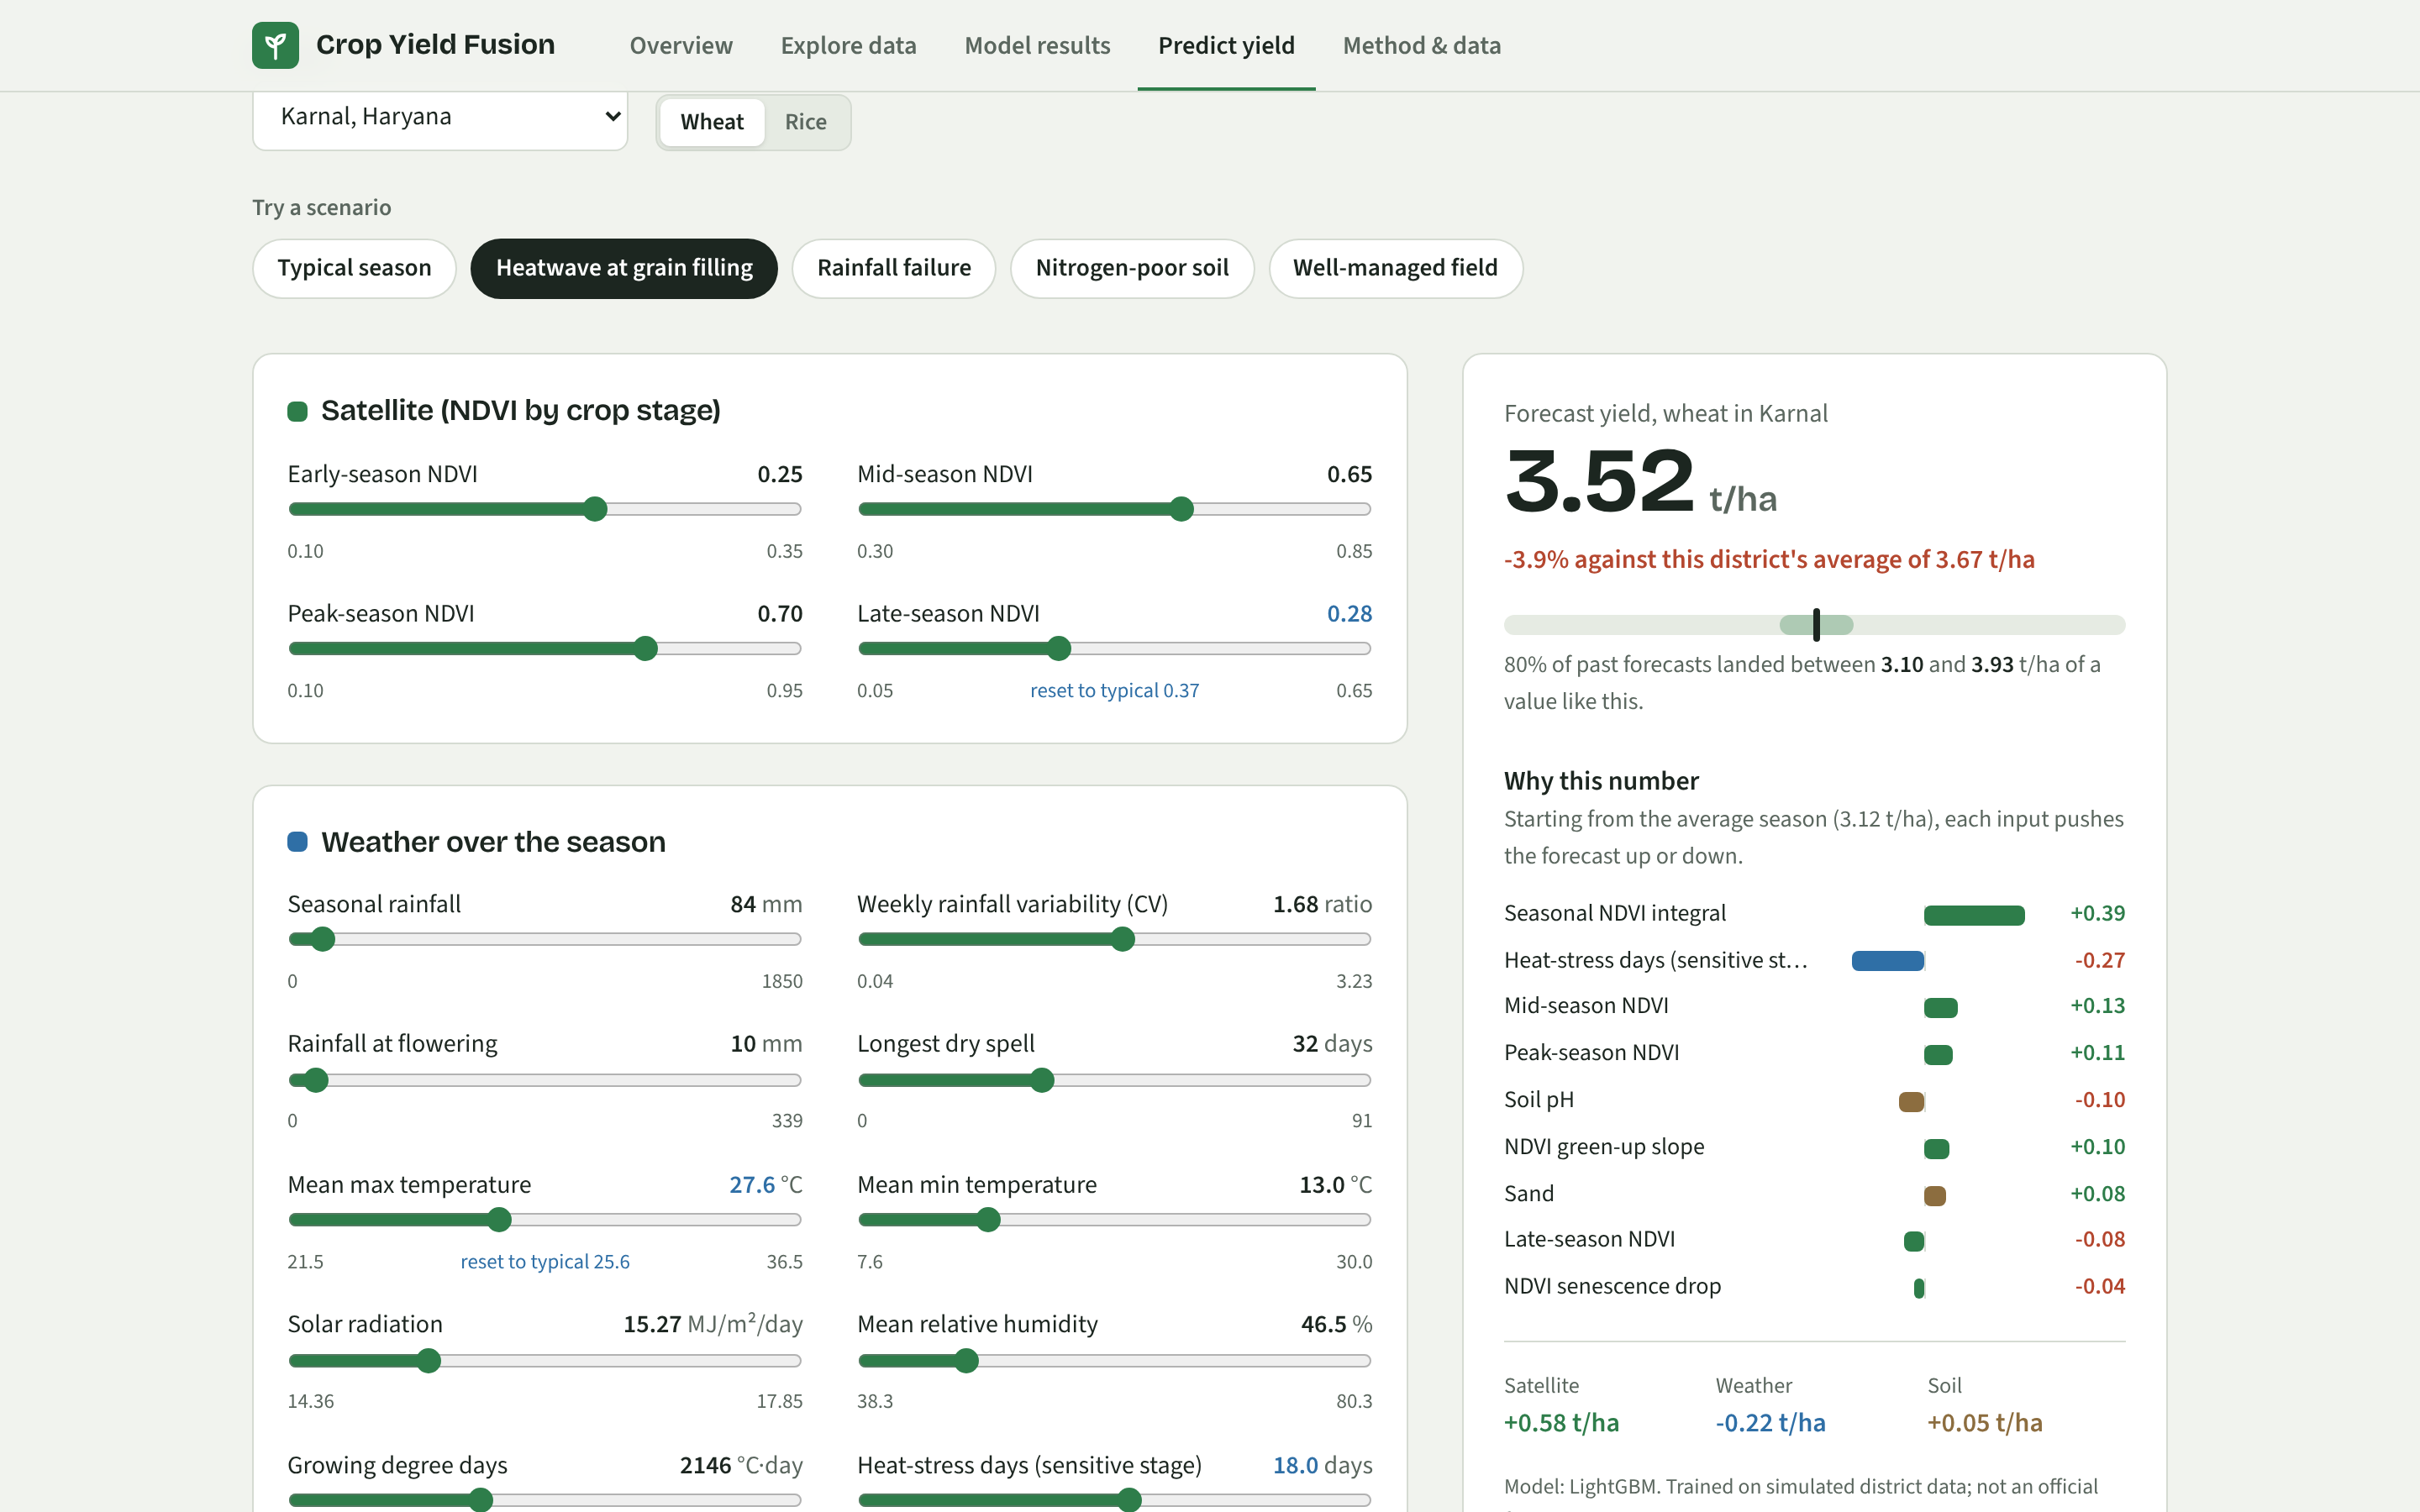 Crop Yield Fusion
Overview
Explore data
Model results
Predict yield
Method & data
Karnal, Haryana
Wheat
Rice
Try a scenario
Typical season
Heatwave at grain filling
Rainfall failure
Nitrogen-poor soil
Well-managed field
Satellite (NDVI by crop stage)
Early-season NDVI 0.25
0.10 0.35
Mid-season NDVI 0.65
0.30 0.85
Peak-season NDVI 0.70
0.10 0.95
Late-season NDVI 0.28
0.05 reset to typical 0.37 0.65
Weather over the season
Seasonal rainfall 84 mm
0 1850
Weekly rainfall variability (CV) 1.68 ratio
0.04 3.23
Rainfall at flowering 10 mm
0 339
Longest dry spell 32 days
0 91
Mean max temperature 27.6 °C
21.5 reset to typical 25.6 36.5
Mean min temperature 13.0 °C
7.6 30.0
Solar radiation 15.27 MJ/m²/day
14.36 17.85
Mean relative humidity 46.5 %
38.3 80.3
Growing degree days 2146 °C·day
Heat-stress days (sensitive stage) 18.0 days
Forecast yield, wheat in Karnal
3.52 t/ha
-3.9% against this district's average of 3.67 t/ha
80% of past forecasts landed between 3.10 and 3.93 t/ha of a
value like this.
Why this number
Starting from the average season (3.12 t/ha), each input pushes
the forecast up or down.
Seasonal NDVI integral +0.39
Heat-stress days (sensitive st… -0.27
Mid-season NDVI +0.13
Peak-season NDVI +0.11
Soil pH -0.10
NDVI green-up slope +0.10
Sand +0.08
Late-season NDVI -0.08
NDVI senescence drop -0.04
Satellite
+0.58 t/ha
Weather
-0.22 t/ha
Soil
+0.05 t/ha
Model: LightGBM. Trained on simulated district data; not an official